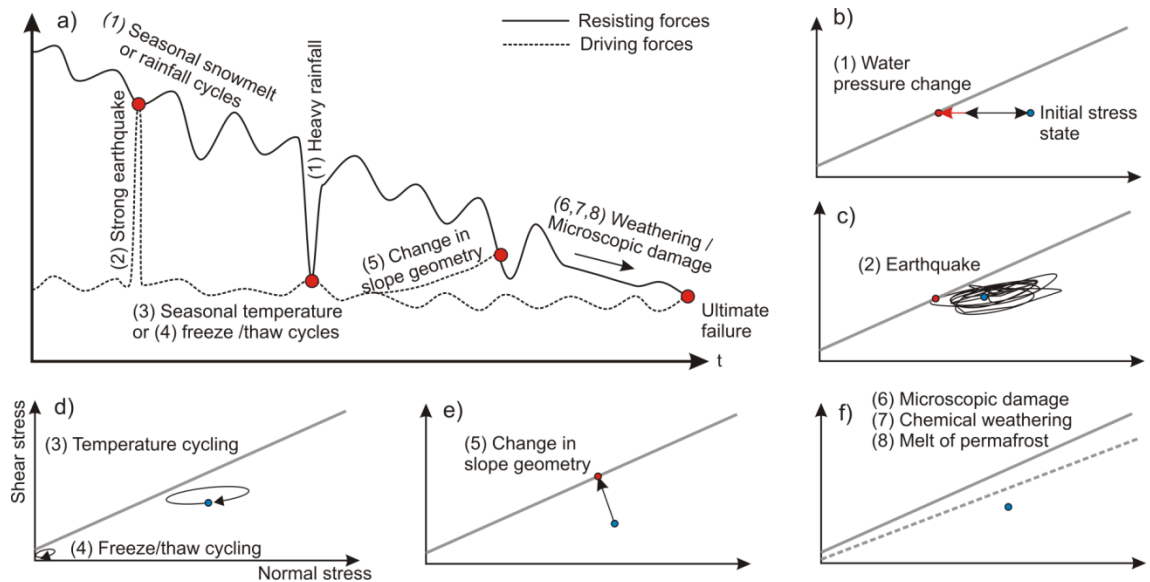 a)
Resisting forces
Driving forces
(1) Seasonal snowmelt
or rainfall cycles
(2) Strong earthquake
(1) Heavy rainfall
(3) Seasonal temperature
or (4) freeze /thaw cycles
(5) Change in
slope geometry
(6,7,8) Weathering /
Microscopic damage
Ultimate
failure
t
b)
(1) Water
pressure change
Initial stress
state
c)
(2) Earthquake
d)
Shear stress
(3) Temperature cycling
(4) Freeze/thaw cycling
Normal stress
e)
(5) Change in
slope geometry
f)
(6) Microscopic damage
(7) Chemical weathering
(8) Melt of permafrost